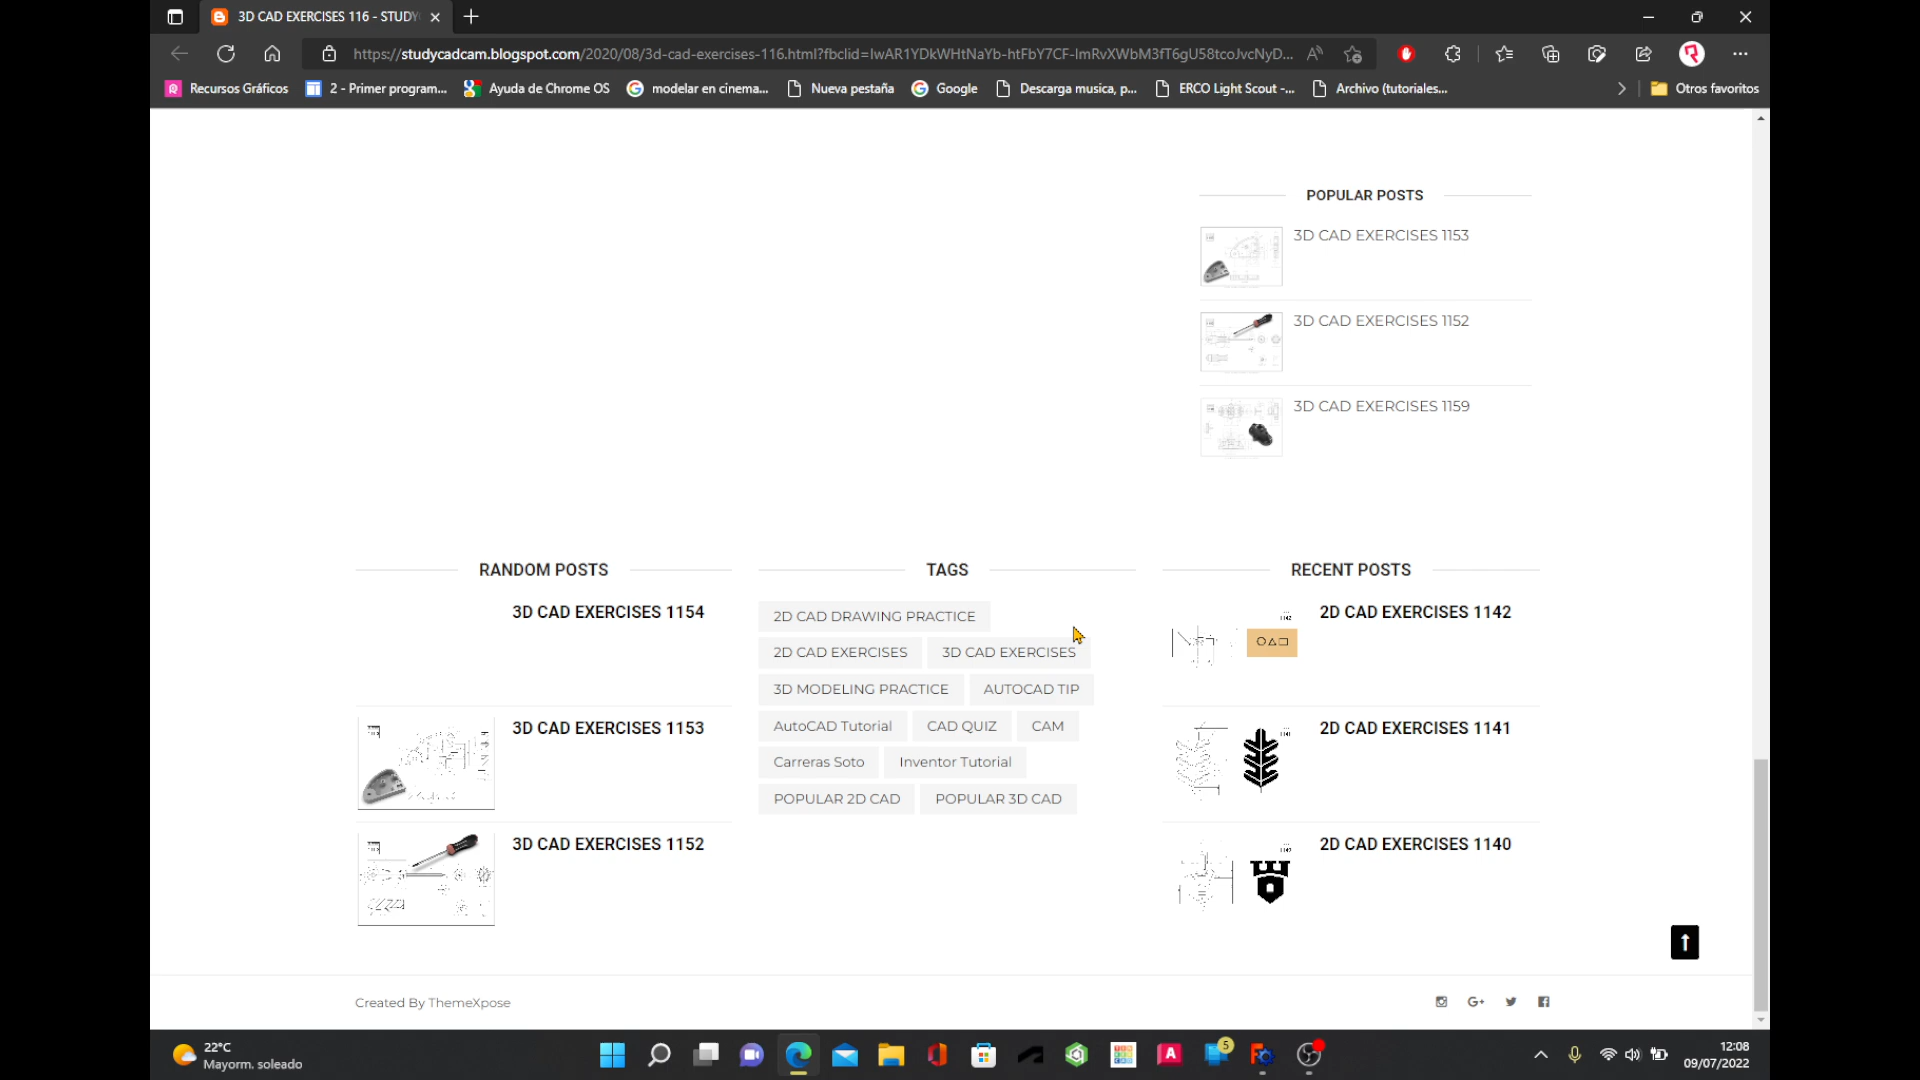 3D CAD EXERCISES 116 - STUDY
https://studycadcam.blogspot.com/2020/08/3d-cad-exercises-116.html?fbclid=IwAR1YDkWHtNaYb-htFbY7CF-ImRvXWbM3fT6gU58tcoJvcNyD...
Recursos Gráficos
2 - Primer program...
Ayuda de Chrome OS
modelar en cinema...
Nueva pestaña
Google
Descarga musica, p...
ERCO Light Scout -...
Archivo (tutoriales...
Otros favoritos
POPULAR POSTS
3D CAD EXERCISES 1153
3D CAD EXERCISES 1152
3D CAD EXERCISES 1159
RANDOM POSTS
3D CAD EXERCISES 1154
3D CAD EXERCISES 1153
3D CAD EXERCISES 1152
TAGS
2D CAD DRAWING PRACTICE
2D CAD EXERCISES
3D CAD EXERCISES
3D MODELING PRACTICE
AUTOCAD TIP
AutoCAD Tutorial
CAD QUIZ
CAM
Carreras Soto
Inventor Tutorial
POPULAR 2D CAD
POPULAR 3D CAD
RECENT POSTS
2D CAD EXERCISES 1142
2D CAD EXERCISES 1141
2D CAD EXERCISES 1140
Created By ThemeXpose
22°C
Mayorm. soleado
5
12:08
09/07/2022